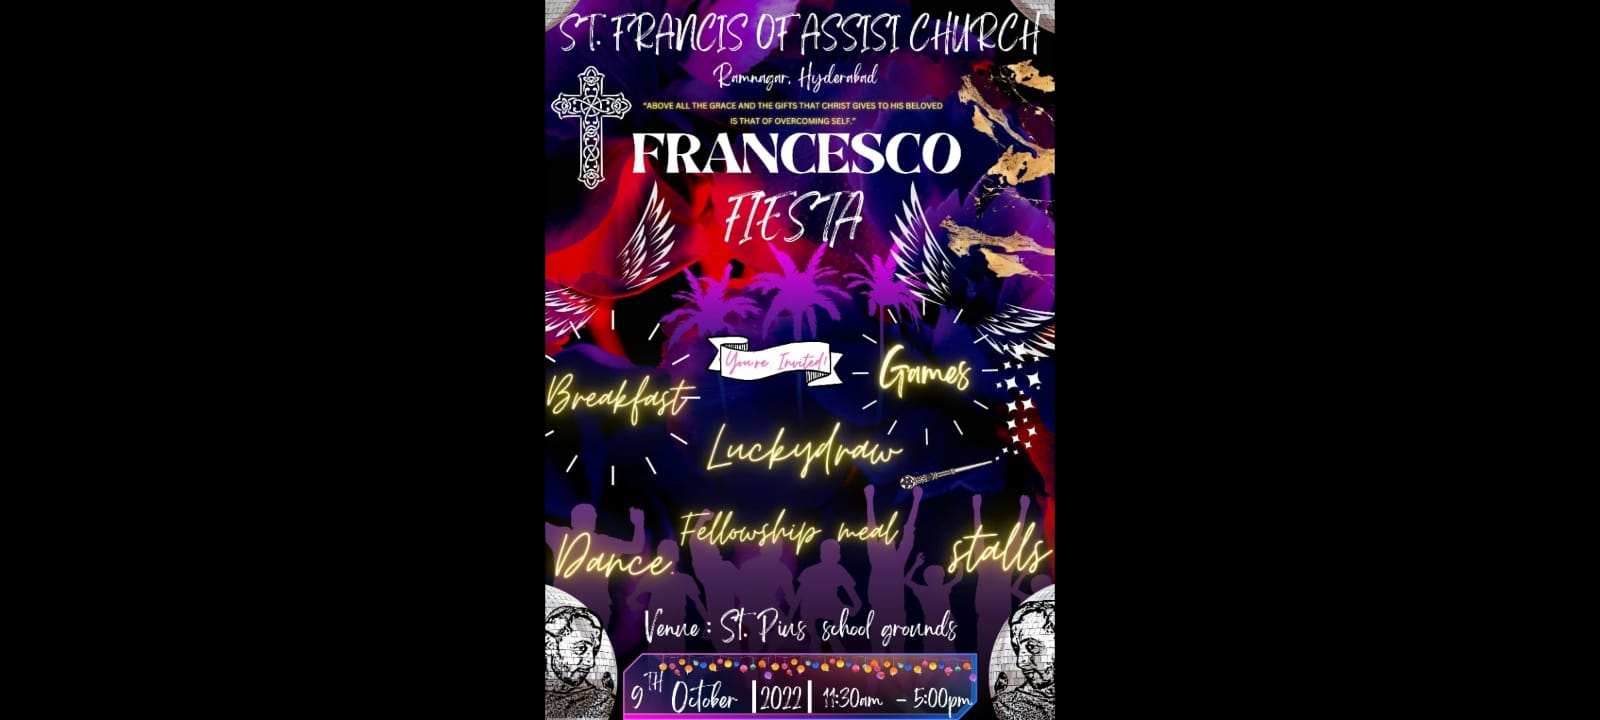 ST. FRANCIS OF ASSISI CHURCH
Ramnagar, Hyderabad
"ABOVE ALL THE GRACE AND THE GIFTS THAT CHRIST GIVES TO HIS BELOVED
IS THAT OF OVERCOMING SELF."
FRANCESCO
FIESTA
You're Invited!
Games
Breakfast
Luckydraw
Fellowship meal
Dance.
stalls
Venue : St. Pius school grounds
9TH October |2022| 11:30am - 5:00pm